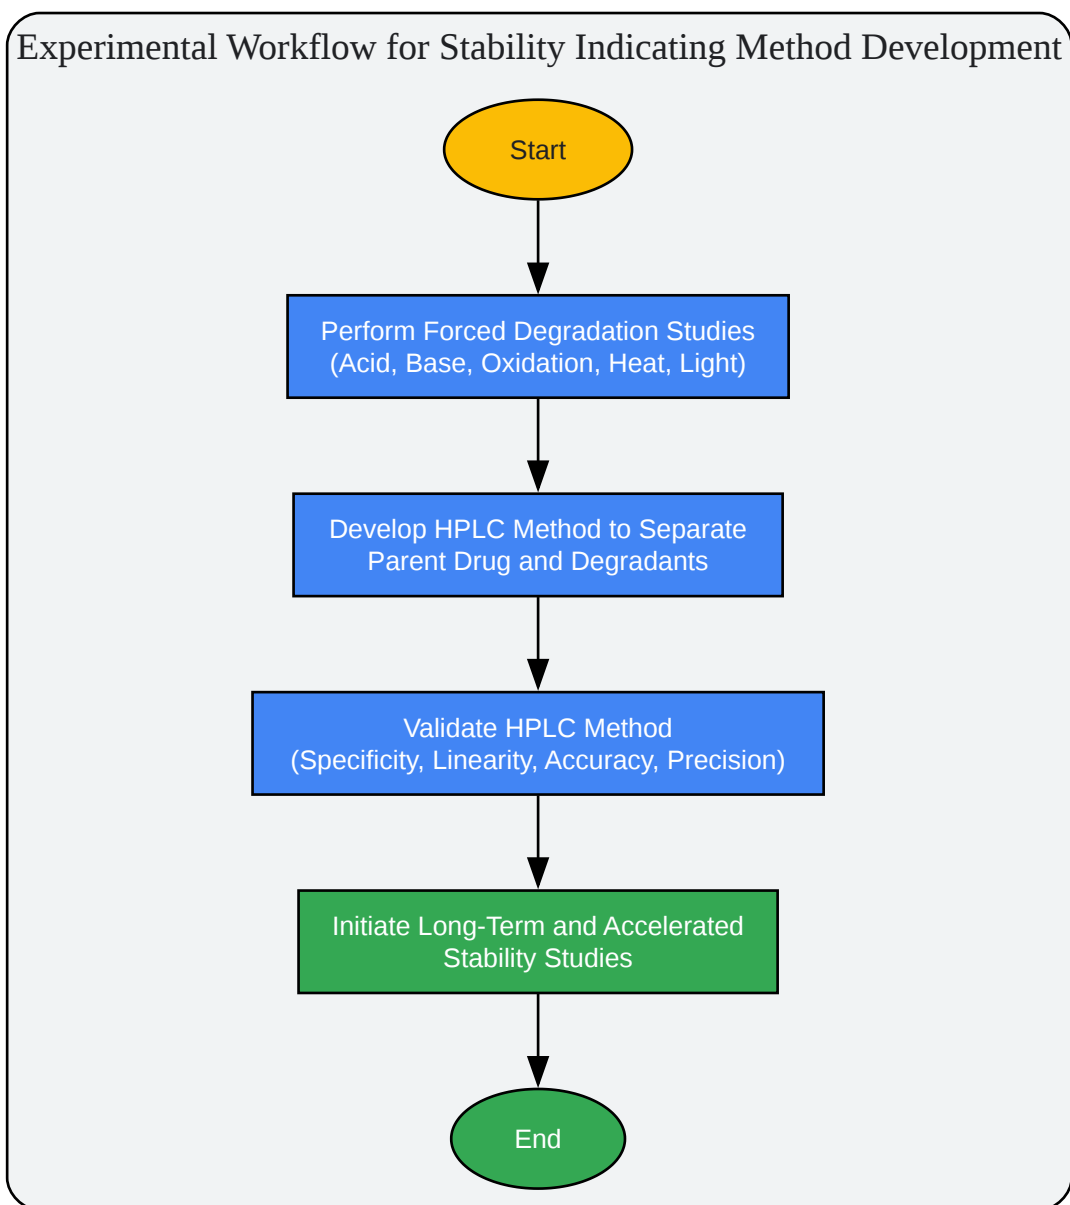 Experimental Workflow for Stability Indicating Method Development
Start
Perform Forced Degradation Studies
(Acid, Base, Oxidation, Heat, Light)
Develop HPLC Method to Separate
Parent Drug and Degradants
Validate HPLC Method
(Specificity, Linearity, Accuracy, Precision)
Initiate Long-Term and Accelerated
Stability Studies
End